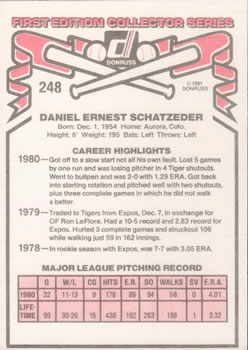 FIRST EDITION COLLECTOR SERIES
DONRUSS
248
© 1981
DONRUSS
DANIEL ERNEST SCHATZEDER
Born: Dec. 1, 1954 Home: Aurora, Colo.
Height: 6' Weight: 195 Bats: Left Throws: Left
CAREER HIGHLIGHTS
1980—Got off to a slow start not all his own fault. Lost 5 games
by one run and was losing pitcher in 4 Tiger shutouts.
Went to bullpen and was 2-0 with 1.29 ERA. Got back
into starting rotation and pitched well with two shutouts,
plus three complete games in which he did not walk
a batter.
1979—Traded to Tigers from Expos, Dec. 7, in exchange for
OF Ron LeFlore. Had a 10-5 record and 2.83 record for
Expos. Hurled 3 complete games and struckout 106
while walking just 59 in 162 innings.
1978—In rookie season with Expos, was 7-7 with 3.05 ERA.
MAJOR LEAGUE PITCHING RECORD
G W/L CG HITS E.R. SO WALKS SV E.R.A.
1980 32 11-13 9 178 86 94 58 0 4.01
LIFE-
TIME 99 30-26 15 438 283 198 1 3.37